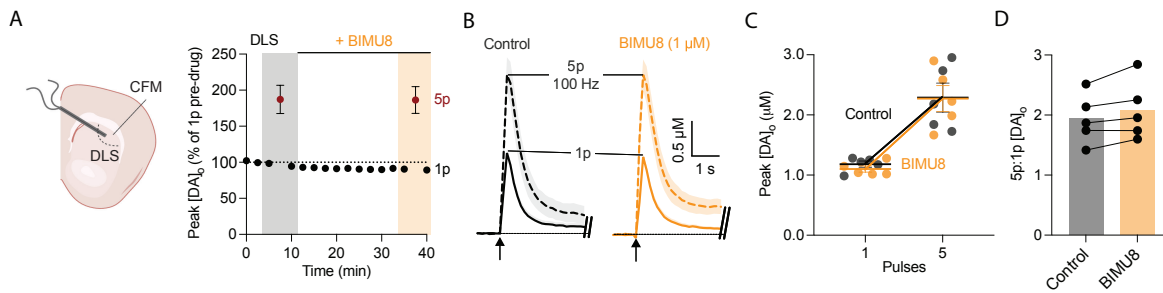 A
CFM
DLS
DLS
+ BIMU8
Peak [DA]o (% of 1p pre-drug)
250
200
150
100
50
0
5p
1p
0
10
20
30
40
Time (min)
B
Control
BIMU8 (1 µM)
5p
100 Hz
1p
0.5 µM
1 s
C
Peak [DA]o (µM)
3.0
2.0
1.0
0.0
Control
BIMU8
1
5
Pulses
D
5p:1p [DA]o
4
3
2
1
0
Control
BIMU8